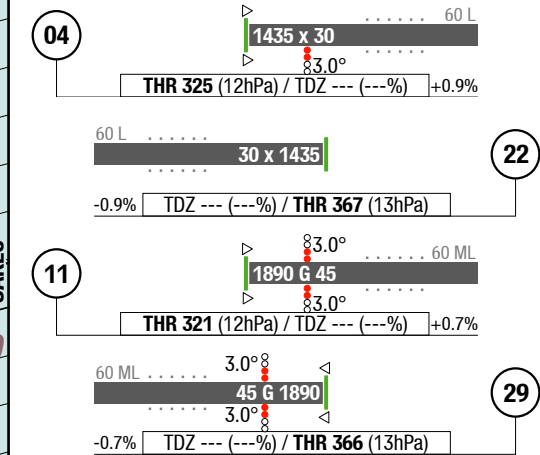 60 L
04
1435 x 30
3.0°
THR 325 (12hPa) / TDZ --- (---%) +0.9%
60 L
30 x 1435
22
-0.9% TDZ --- (---%) / THR 367 (13hPa)
3.0°
60 ML
11
1890 G 45
3.0°
THR 321 (12hPa) / TDZ --- (---%) +0.7%
60 ML
3.0°
45 G 1890
29
3.0°
-0.7% TDZ --- (---%) / THR 366 (13hPa)